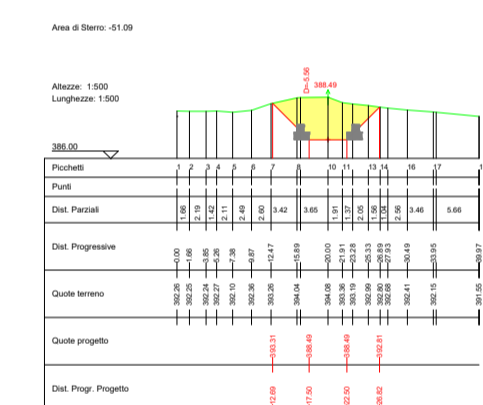 Area di Sterro: -51.09
D=-5.56
388.49
Altezze: 1:500
Lunghezze: 1:500
386.00
Picchetti 1 2 3 4 5 6 7 8 10 11 13 14 16 17 1
Punti
Dist. Parziali 1.66 2.19 1.42 2.11 2.49 2.60 3.42 3.65 1.91 1.37 2.05 1.56 1.04 2.56 3.46 5.66
Dist. Progressive 0.00 1.66 3.85 5.26 7.38 9.87 12.47 15.89 20.00 21.91 23.28 25.33 26.89 27.93 30.49 33.95 39.97
Quote terreno 392.26 392.25 392.24 392.27 392.10 392.36 393.26 394.04 394.08 393.36 393.19 392.99 392.80 392.68 392.41 392.15 391.55
Quote progetto 393.31 388.49 388.49 392.81
Dist. Progr. Progetto 12.69 17.50 22.50 26.82